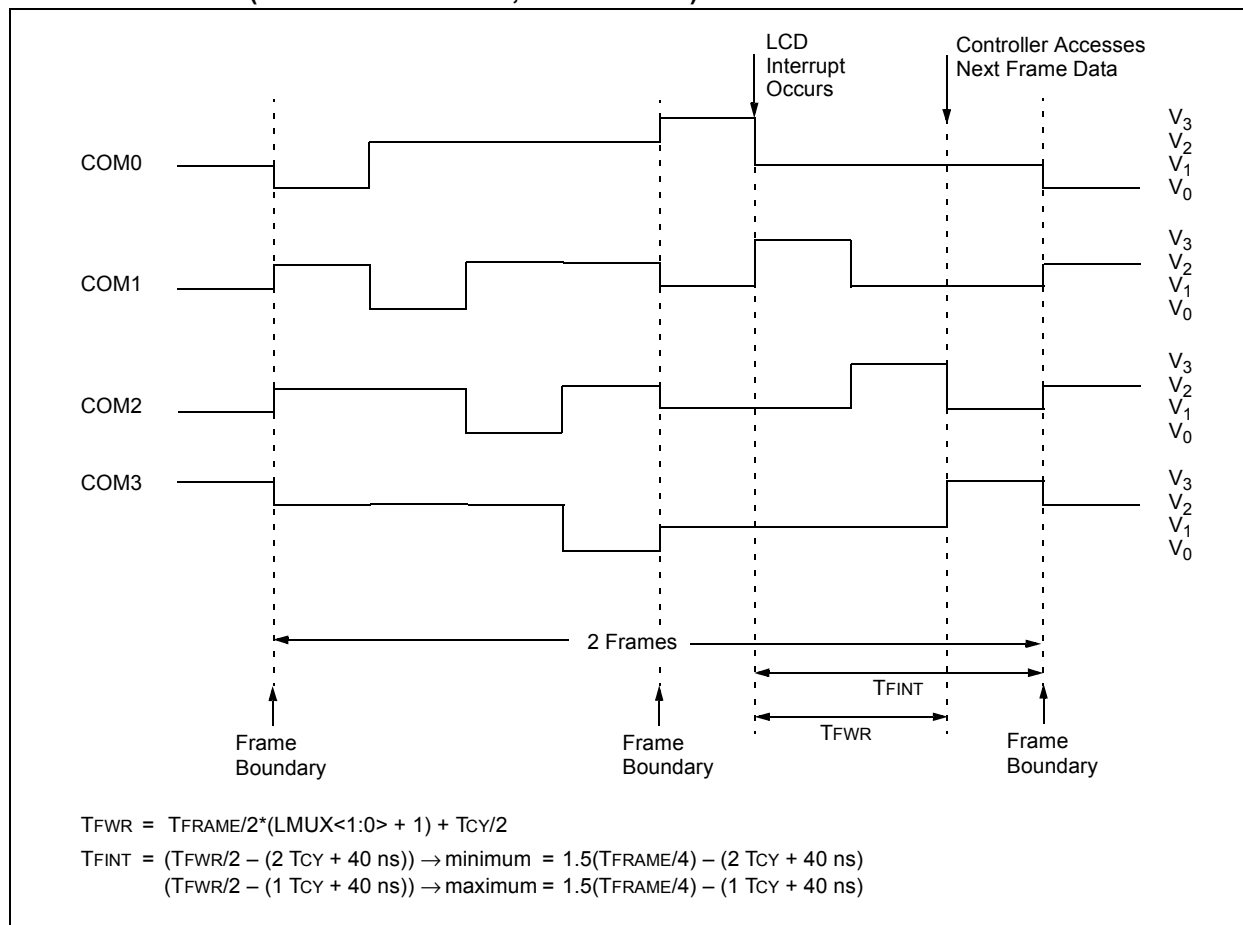 LCD
Interrupt
Occurs
Controller Accesses
Next Frame Data
COM0
V3
V2
V1
V0
COM1
V3
V2
V1
V0
COM2
V3
V2
V1
V0
COM3
V3
V2
V1
V0
2 Frames
TFINT
TFWR
Frame
Boundary
Frame
Boundary
Frame
Boundary
TFWR = TFRAME/2*(LMUX<1:0> + 1) + TCY/2
TFINT = (TFWR/2 – (2 TCY + 40 ns)) → minimum = 1.5(TFRAME/4) – (2 TCY + 40 ns)
(TFWR/2 – (1 TCY + 40 ns)) → maximum = 1.5(TFRAME/4) – (1 TCY + 40 ns)